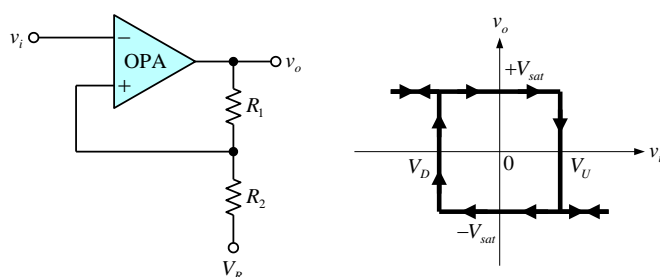 v_i
−
OPA
+
v_o
R_1
R_2
V_R
v_o
+V_sat
V_D
0
V_U
v_i
−V_sat